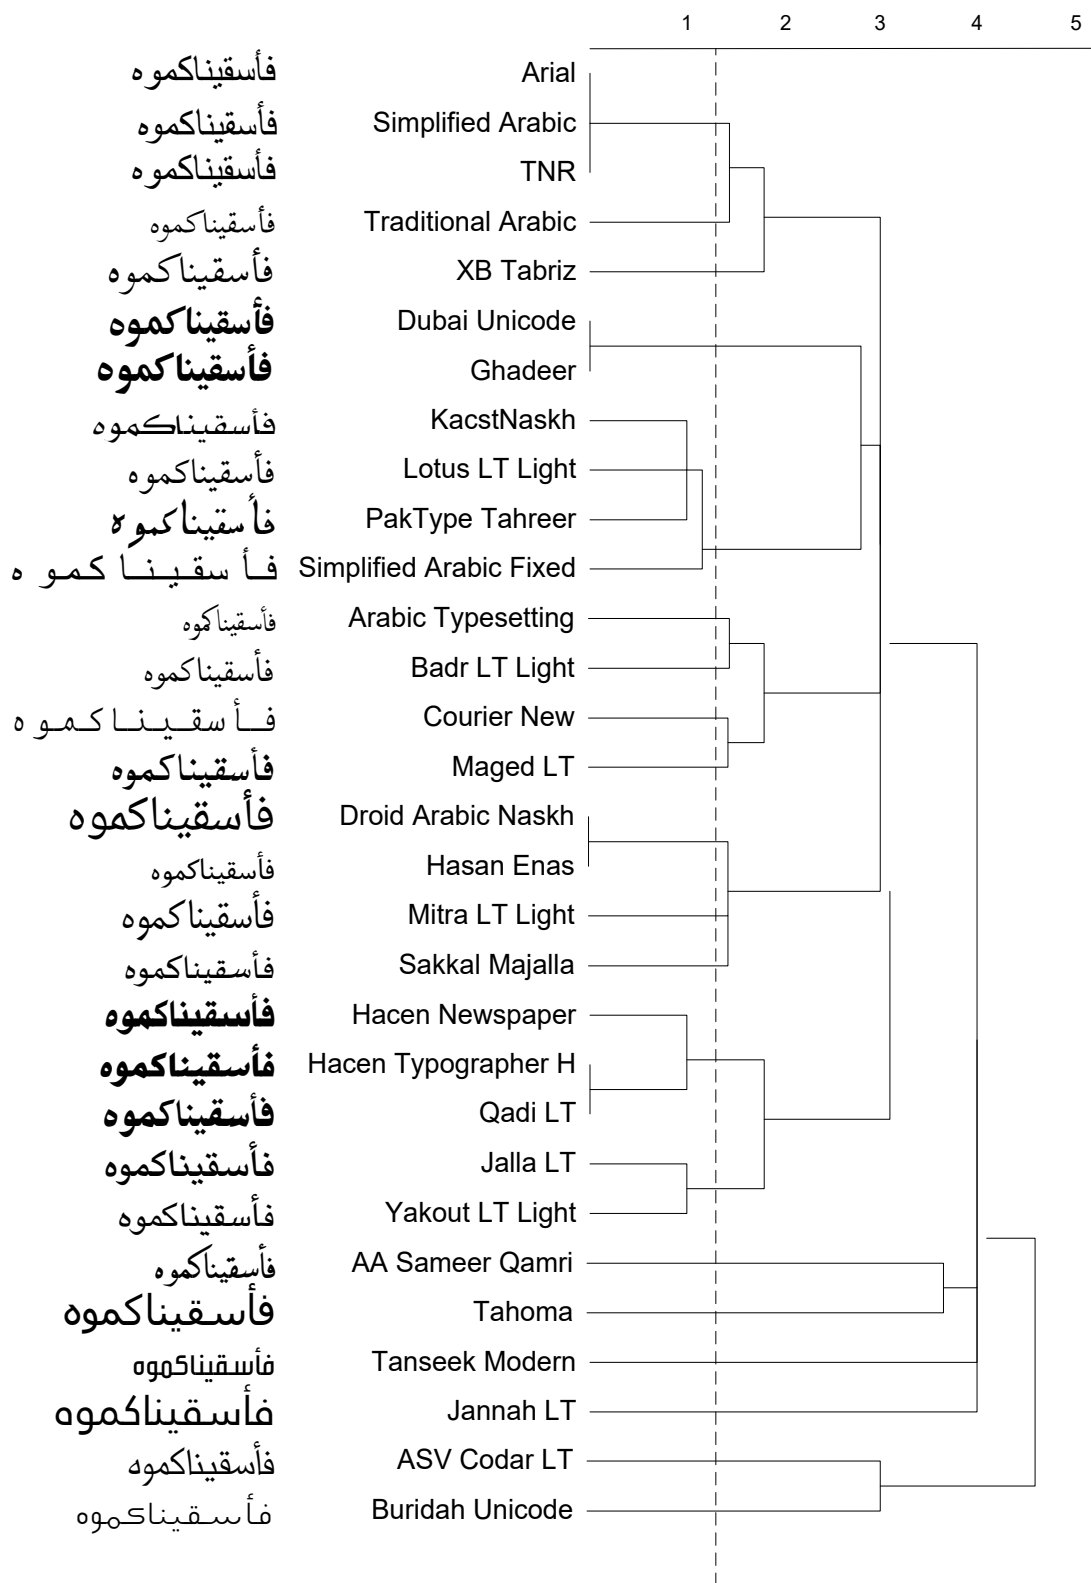 1 2 3 4 5
فأسقيناكموه Arial
فأسقيناكموه Simplified Arabic
فأسقيناكموه TNR
فأسقيناكموه Traditional Arabic
فأسقيناكموه XB Tabriz
فأسقيناكموه Dubai Unicode
فأسقيناكموه Ghadeer
فأسقيناكموه KacstNaskh
فأسقيناكموه Lotus LT Light
فأسقيناكموه PakType Tahreer
فأسقيناكموه Simplified Arabic Fixed
فأسقيناكموه Arabic Typesetting
فأسقيناكموه Badr LT Light
فأسقيناكموه Courier New
فأسقيناكموه Maged LT
فأسقيناكموه Droid Arabic Naskh
فأسقيناكموه Hasan Enas
فأسقيناكموه Mitra LT Light
فأسقيناكموه Sakkal Majalla
فأسقيناكموه Hacen Newspaper
فأسقيناكموه Hacen Typographer H
فأسقيناكموه Qadi LT
فأسقيناكموه Jalla LT
فأسقيناكموه Yakout LT Light
فأسقيناكموه AA Sameer Qamri
فأسقيناكموه Tahoma
فأسقيناكموه Tanseek Modern
فأسقيناكموه Jannah LT
فأسقيناكموه ASV Codar LT
فأسقيناكموه Buridah Unicode